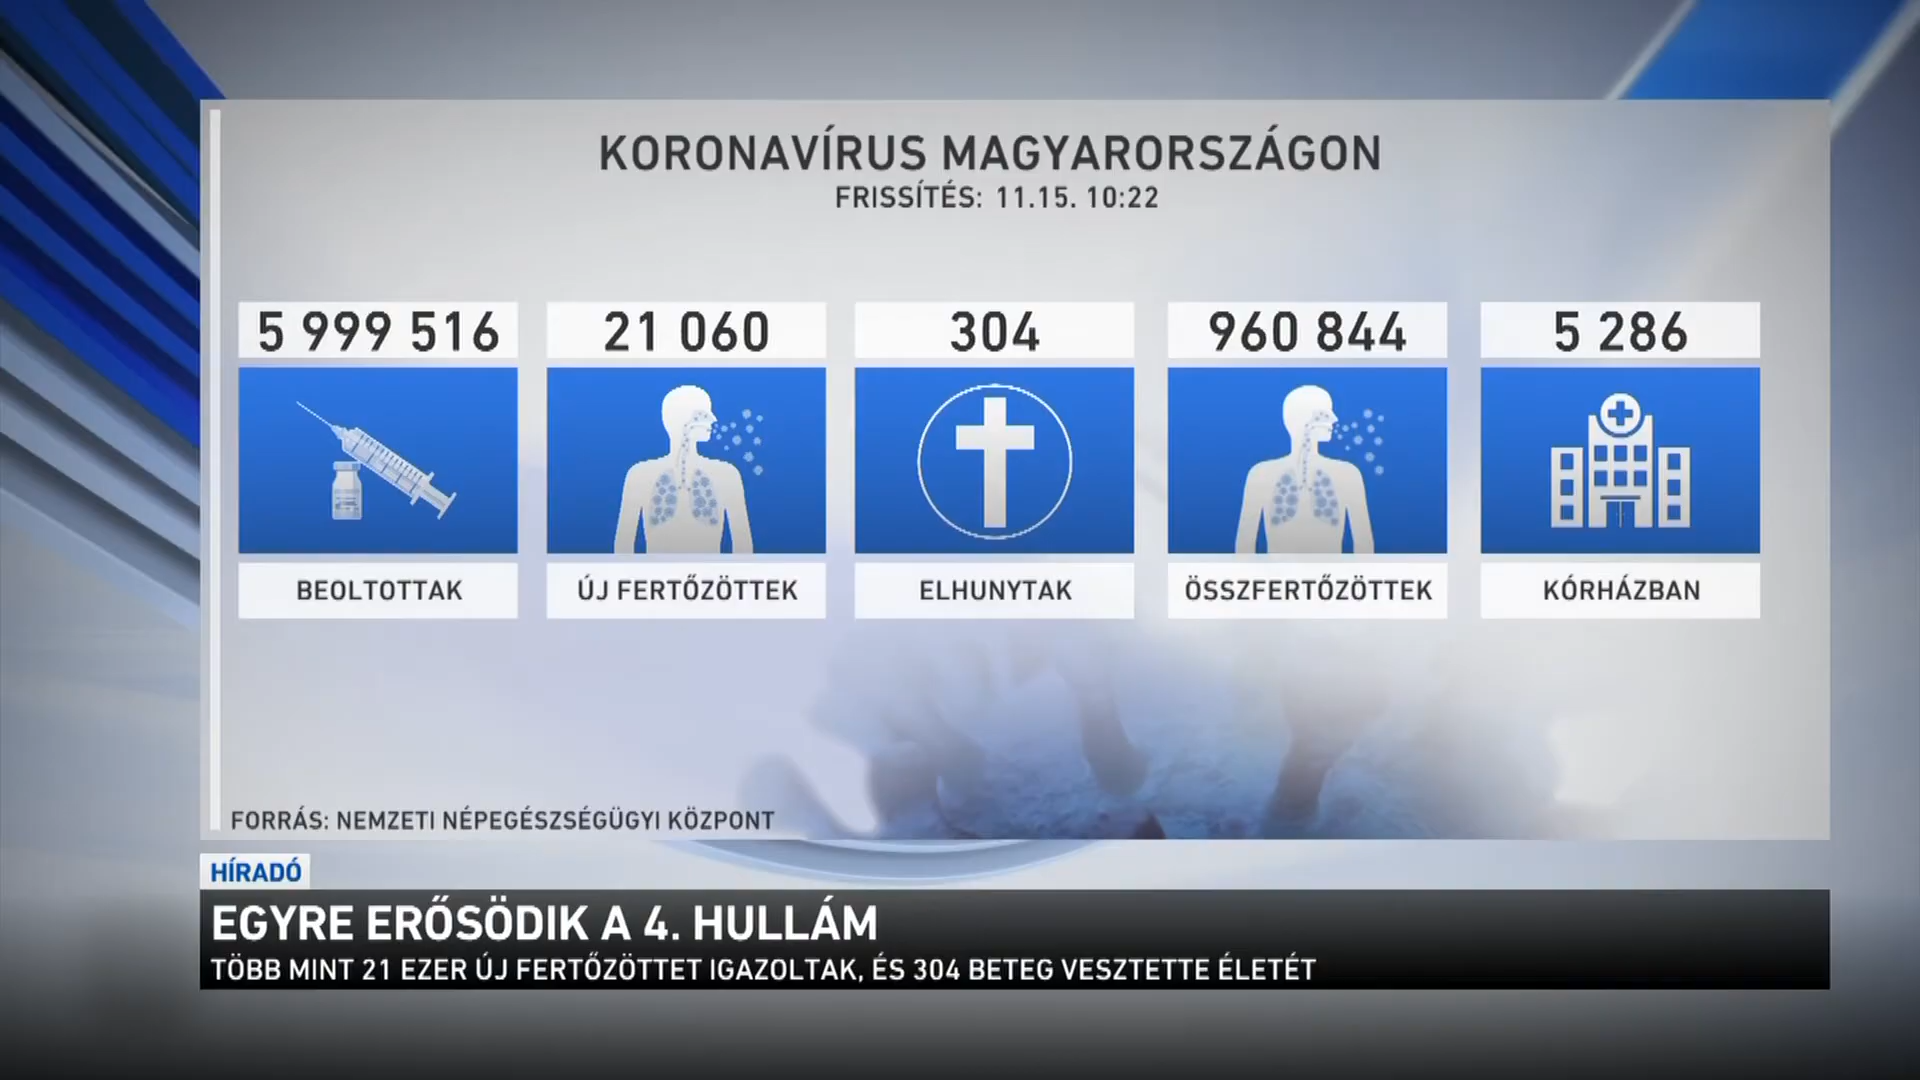 KORONAVÍRUS MAGYARORSZÁGON
FRISSÍTÉS: 11.15. 10:22
5 999 516
21 060
304
960 844
5 286
BEOLTOTTAK
ÚJ FERTŐZÖTTEK
ELHUNYTAK
ÖSSZFERTŐZÖTTEK
KÓRHÁZBAN
FORRÁS: NEMZETI NÉPEGÉSZSÉGÜGYI KÖZPONT
HÍRADÓ
EGYRE ERŐSÖDIK A 4. HULLÁM
TÖBB MINT 21 EZER ÚJ FERTŐZÖTTET IGAZOLTAK, ÉS 304 BETEG VESZTETTE ÉLETÉT